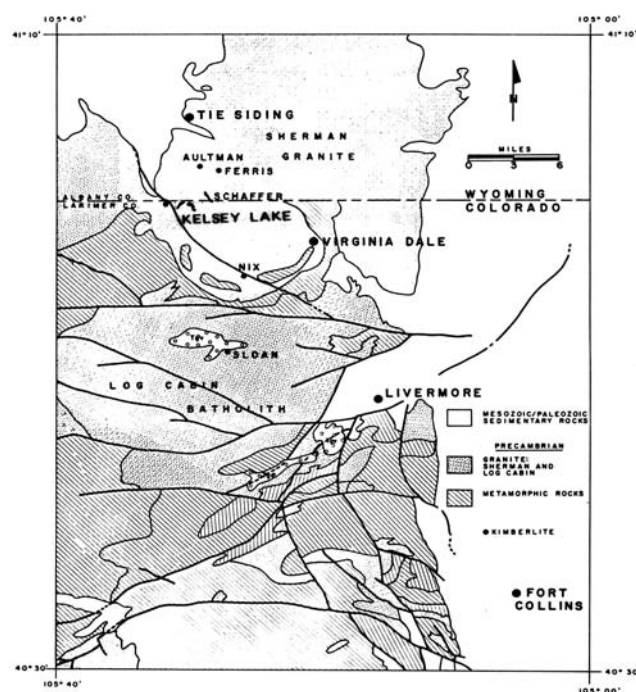 105° 40'
105° 00'
41° 10'
41° 10'
N
TIE SIDING
SHERMAN
GRANITE
MILES
0 3 6
AULTMAN
FERRIS
SCHAFFER
WYOMING
COLORADO
ALBANY CO.
LARIMER CO.
KELSEY LAKE
VIRGINIA DALE
NIX
SLOAN
LOG CABIN
BATHOLITH
LIVERMORE
MESOZOIC/PALEOZOIC
SEDIMENTARY ROCKS
PRECAMBRIAN
GRANITE:
SHERMAN AND
LOG CABIN
METAMORPHIC ROCKS
KIMBERLITE
FORT
COLLINS
40° 30'
40° 30'
105° 40'
105° 00'